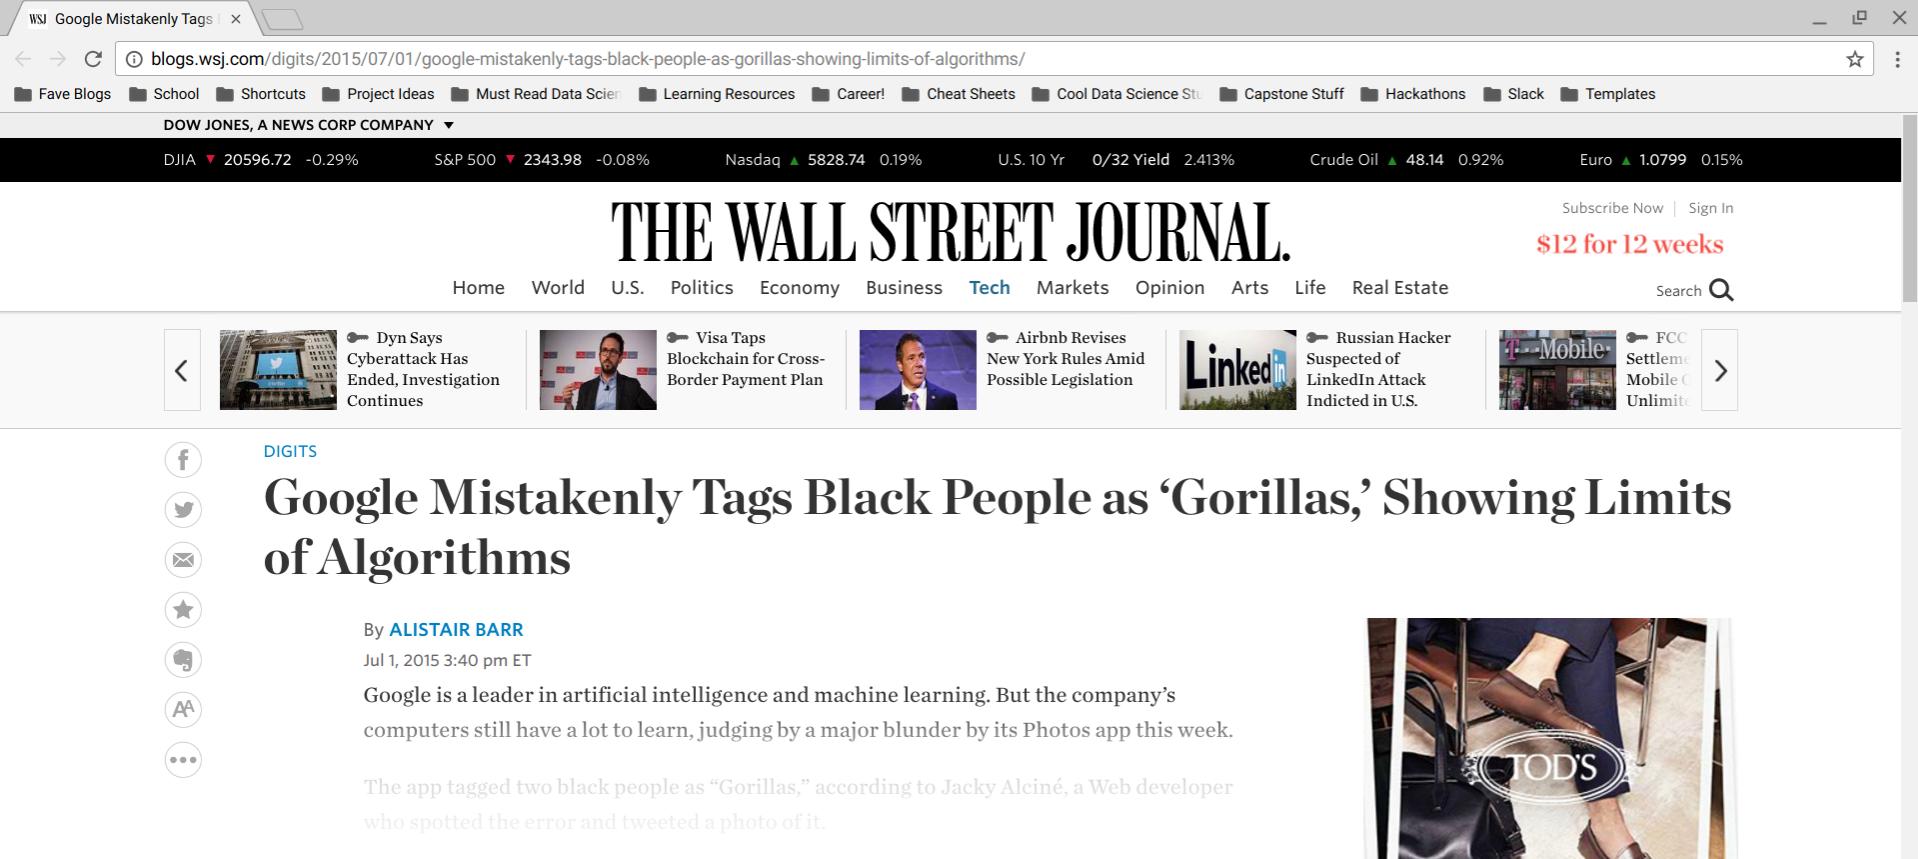 WSJ Google Mistakenly Tags
blogs.wsj.com/digits/2015/07/01/google-mistakenly-tags-black-people-as-gorillas-showing-limits-of-algorithms/
Fave Blogs School Shortcuts Project Ideas Must Read Data Scien Learning Resources Career! Cheat Sheets Cool Data Science Stu Capstone Stuff Hackathons Slack Templates
DOW JONES, A NEWS CORP COMPANY
DJIA 20596.72 -0.29% S&P 500 2343.98 -0.08% Nasdaq 5828.74 0.19% U.S. 10 Yr 0/32 Yield 2.413% Crude Oil 48.14 0.92% Euro 1.0799 0.15%
THE WALL STREET JOURNAL.
Subscribe Now Sign In
$12 for 12 weeks
Home World U.S. Politics Economy Business Tech Markets Opinion Arts Life Real Estate
Search
Dyn Says
Cyberattack Has
Ended, Investigation
Continues
Visa Taps
Blockchain for Cross-
Border Payment Plan
Airbnb Revises
New York Rules Amid
Possible Legislation
Linked in
Russian Hacker
Suspected of
LinkedIn Attack
Indicted in U.S.
T-Mobile
FCC
Settleme
Mobile
Unlimite
DIGITS
Google Mistakenly Tags Black People as ‘Gorillas,’ Showing Limits
of Algorithms
By ALISTAIR BARR
Jul 1, 2015 3:40 pm ET
Google is a leader in artificial intelligence and machine learning. But the company’s
computers still have a lot to learn, judging by a major blunder by its Photos app this week.
The app tagged two black people as “Gorillas,” according to Jacky Alciné, a Web developer
who spotted the error and tweeted a photo of it.
AA
TOD'S